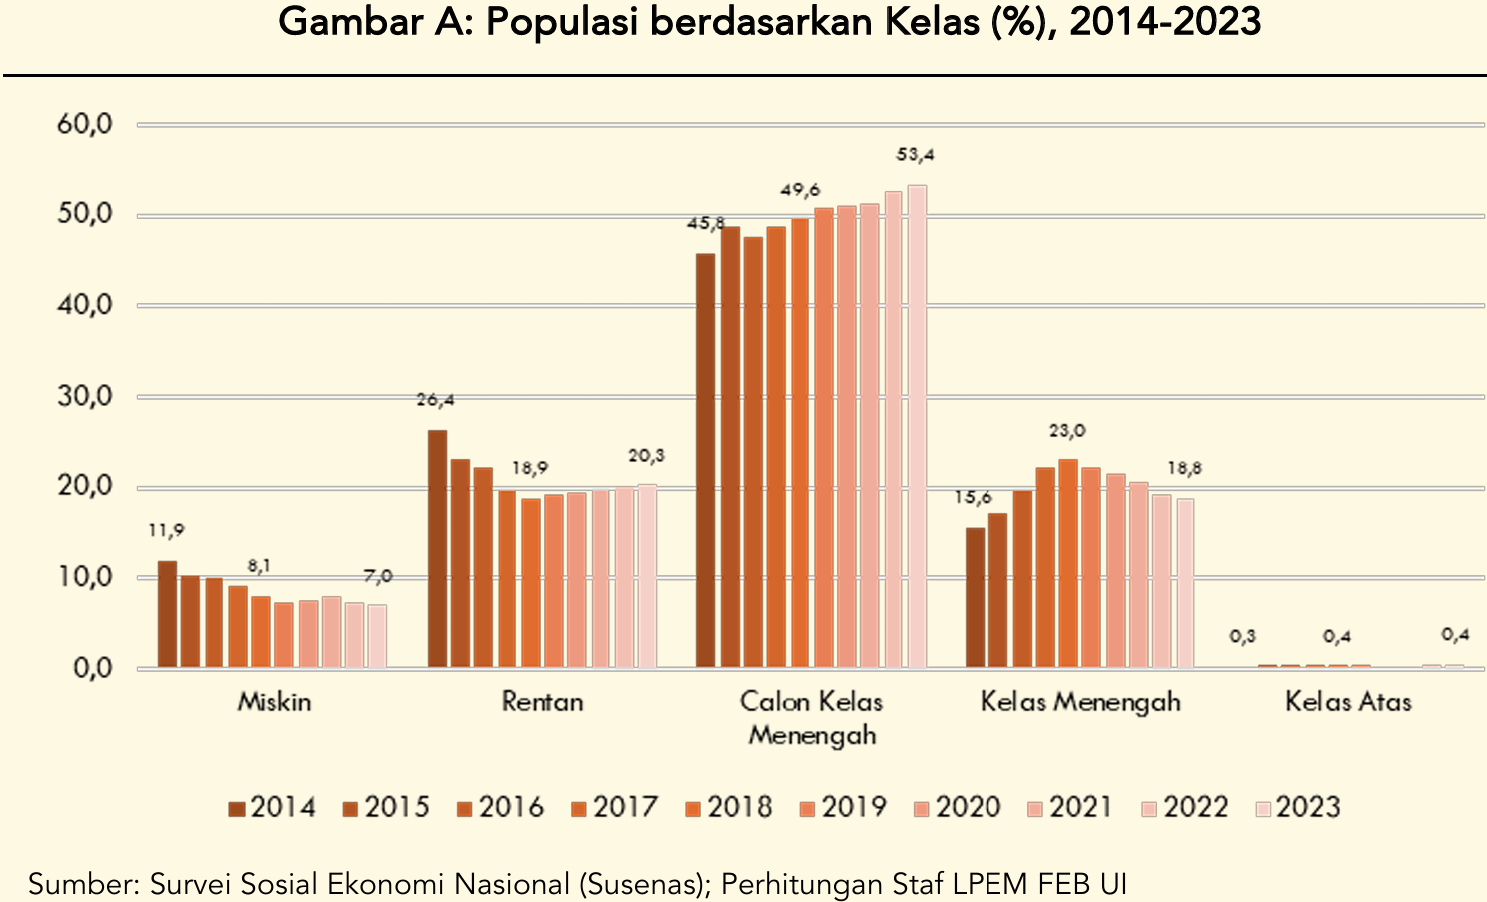 Gambar A: Populasi berdasarkan Kelas (%), 2014-2023
60,0
50,0
40,0
30,0
20,0
10,0
0,0
11,9
8,1
7,0
26,4
18,9
20,3
45,8
49,6
53,4
15,6
23,0
18,8
0,3
0,4
0,4
Miskin
Rentan
Calon Kelas
Menengah
Kelas Menengah
Kelas Atas
2014 2015 2016 2017 2018 2019 2020 2021 2022 2023
Sumber: Survei Sosial Ekonomi Nasional (Susenas); Perhitungan Staf LPEM FEB UI